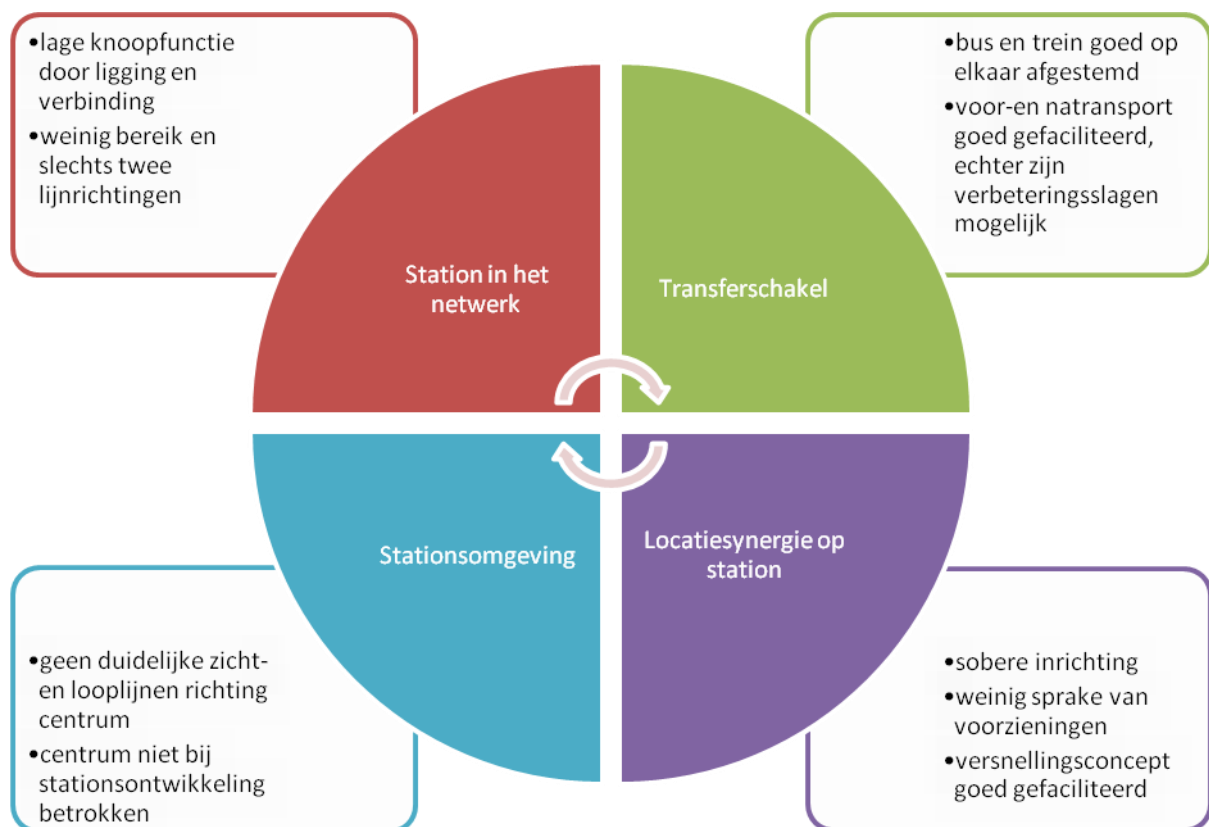 •lage knoopfunctie
door ligging en
verbinding
•weinig bereik en
slechts twee
lijnrichtingen
•bus en trein goed op
elkaar afgestemd
•voor-en natransport
goed gefaciliteerd,
echter zijn
verbeteringsslagen
mogelijk
Station in het
netwerk
Transferschakel
Stationsomgeving
Locatiesynergie op
station
•geen duidelijke zicht-
en looplijnen richting
centrum
•centrum niet bij
stationsontwikkeling
betrokken
•sobere inrichting
•weinig sprake van
voorzieningen
•versnellingsconcept
goed gefaciliteerd